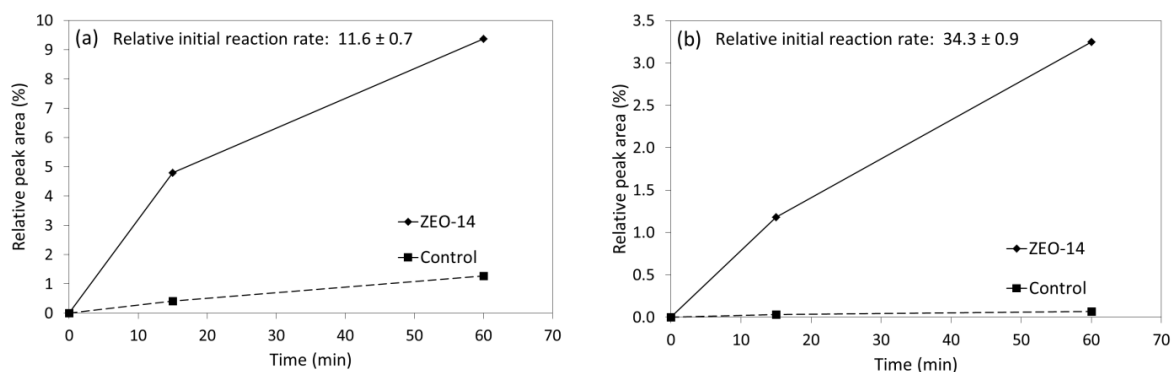 (a) Relative initial reaction rate: 11.6 ± 0.7
Relative peak area (%)
10
9
8
7
6
5
4
3
2
1
0
ZEO-14
Control
0 10 20 30 40 50 60 70
Time (min)
(b) Relative initial reaction rate: 34.3 ± 0.9
Relative peak area (%)
3.5
3.0
2.5
2.0
1.5
1.0
0.5
0.0
ZEO-14
Control
0 10 20 30 40 50 60 70
Time (min)